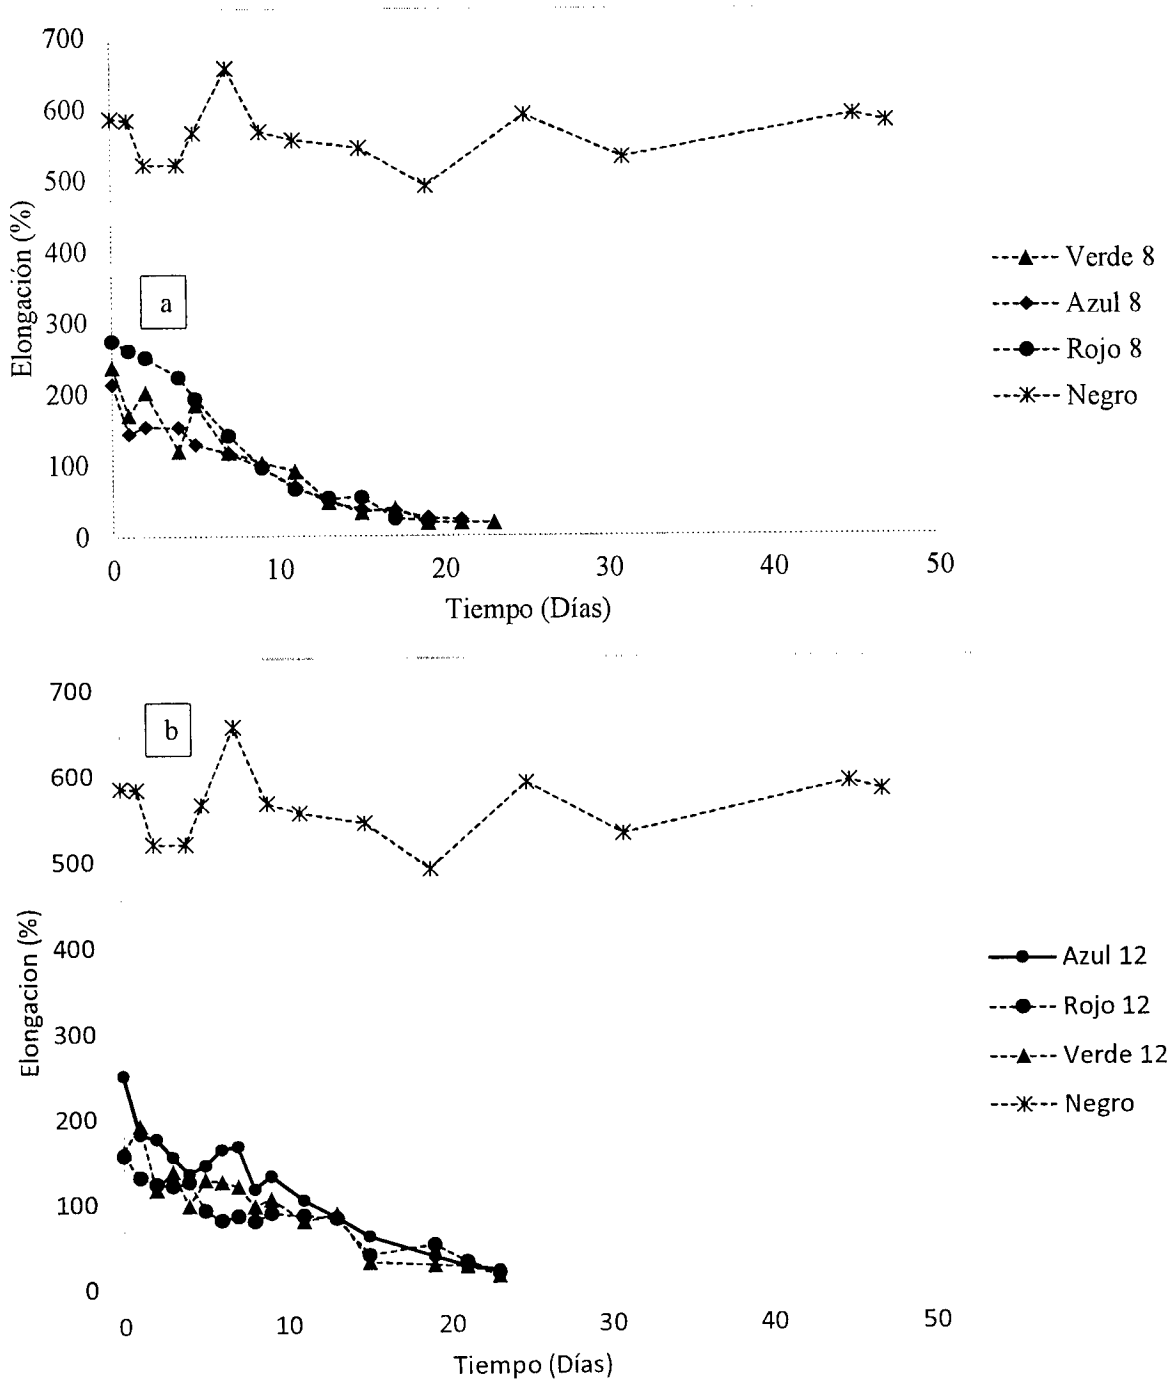 700
600
500
400
300
200
100
0
Elongación (%)
a
0 10 20 30 40 50
Tiempo (Días)
Verde 8
Azul 8
Rojo 8
Negro
700
600
500
400
300
200
100
0
Elongacion (%)
b
0 10 20 30 40 50
Tiempo (Días)
Azul 12
Rojo 12
Verde 12
Negro